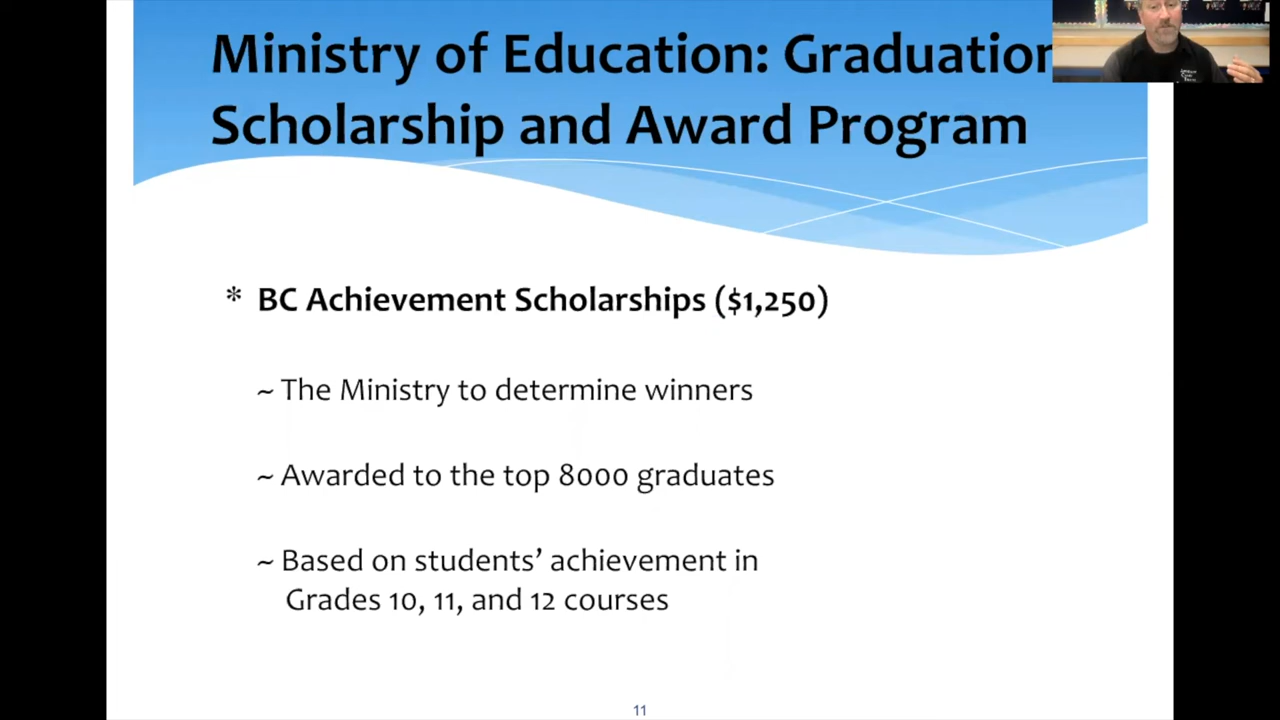 Ministry of Education: Graduation
Scholarship and Award Program
* BC Achievement Scholarships ($1,250)
~ The Ministry to determine winners
~ Awarded to the top 8000 graduates
~ Based on students’ achievement in
Grades 10, 11, and 12 courses
11